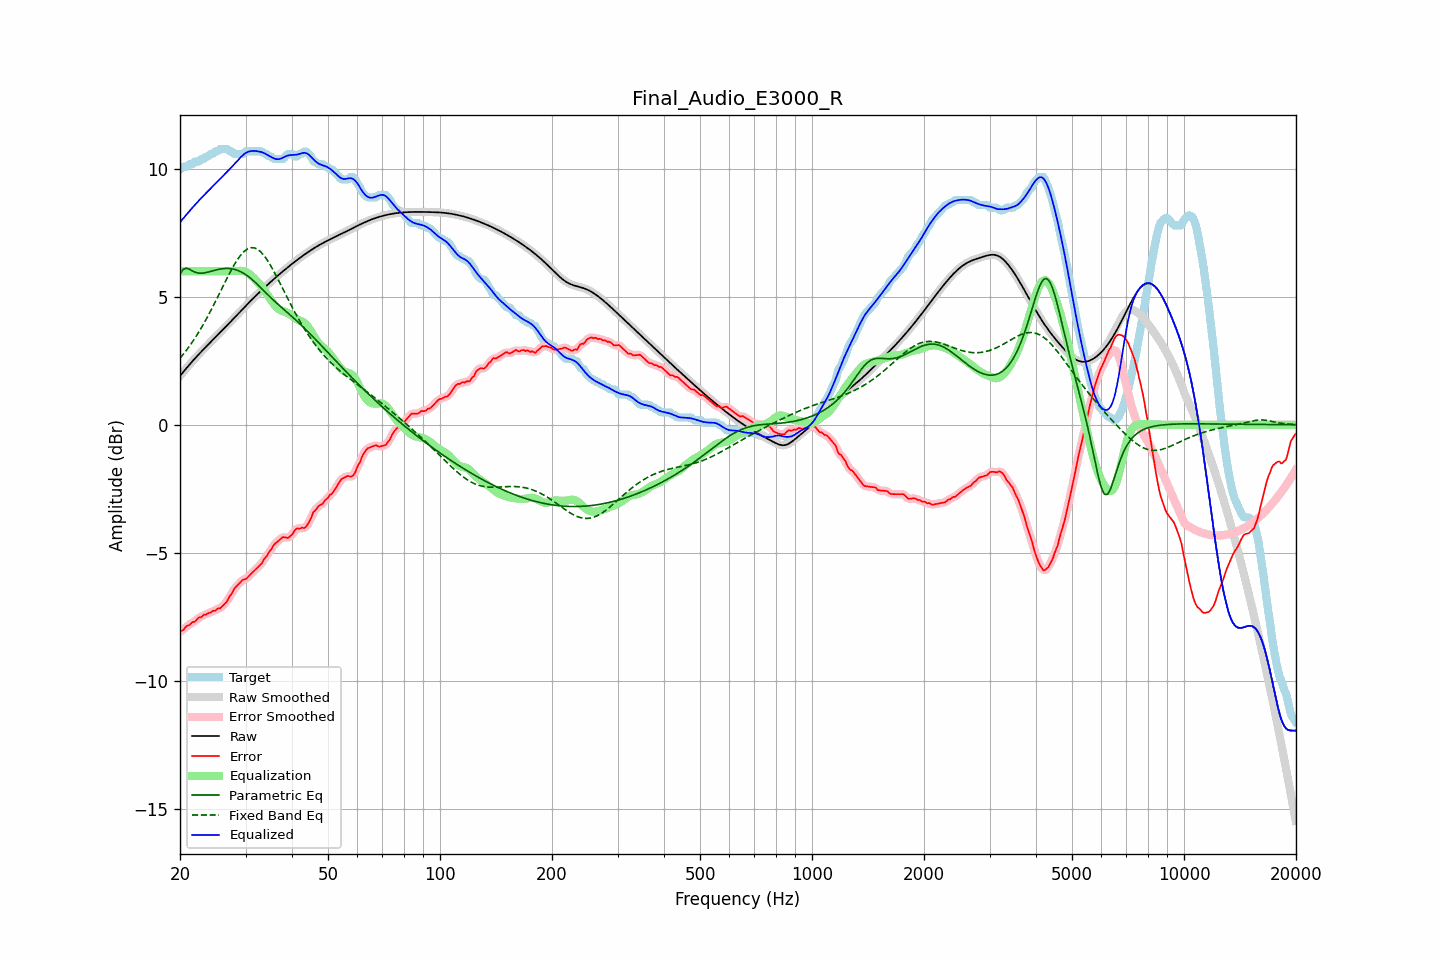 Final_Audio_E3000_R
Amplitude (dBr)
10
5
0
−5
−10
−15
Target
Raw Smoothed
Error Smoothed
Raw
Error
Equalization
Parametric Eq
Fixed Band Eq
Equalized
20 50 100 200 500 1000 2000 5000 10000 20000
Frequency (Hz)